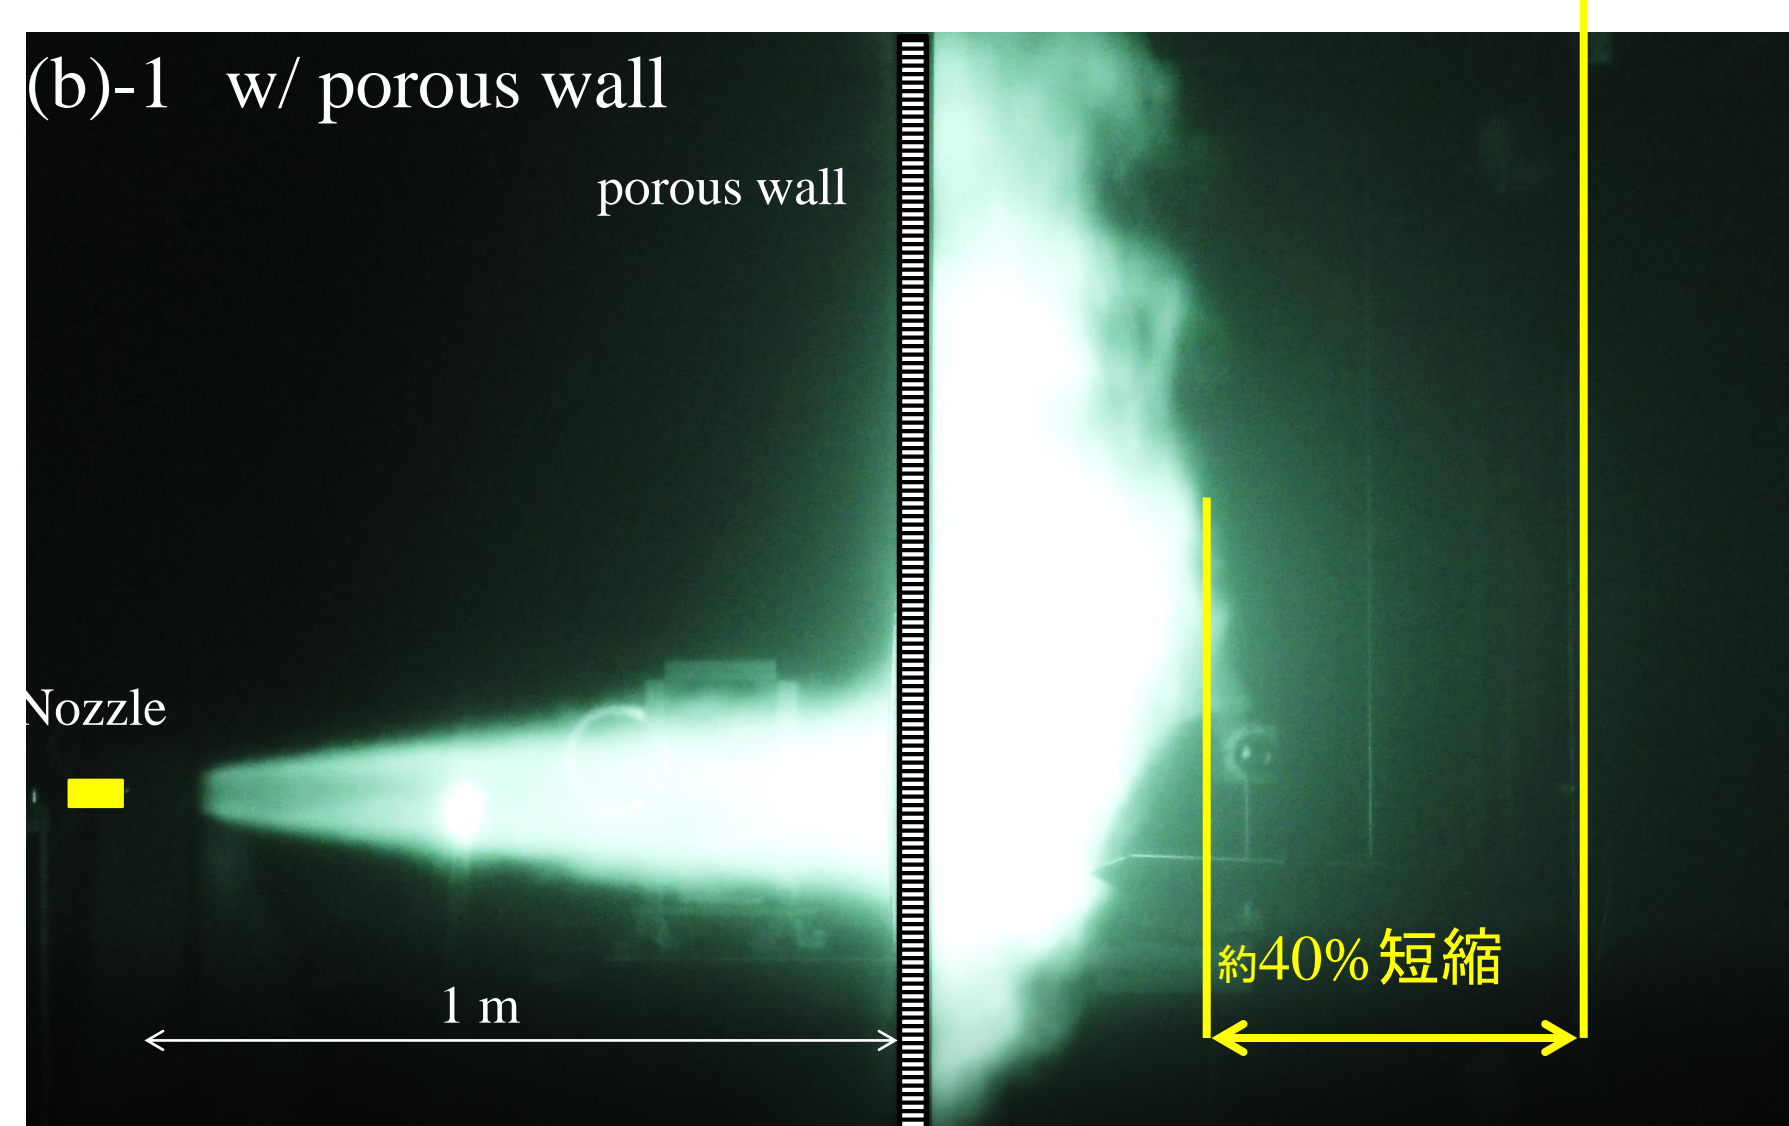 (b)-1 w/ porous wall
porous wall
Nozzle
約40%短縮
1 m